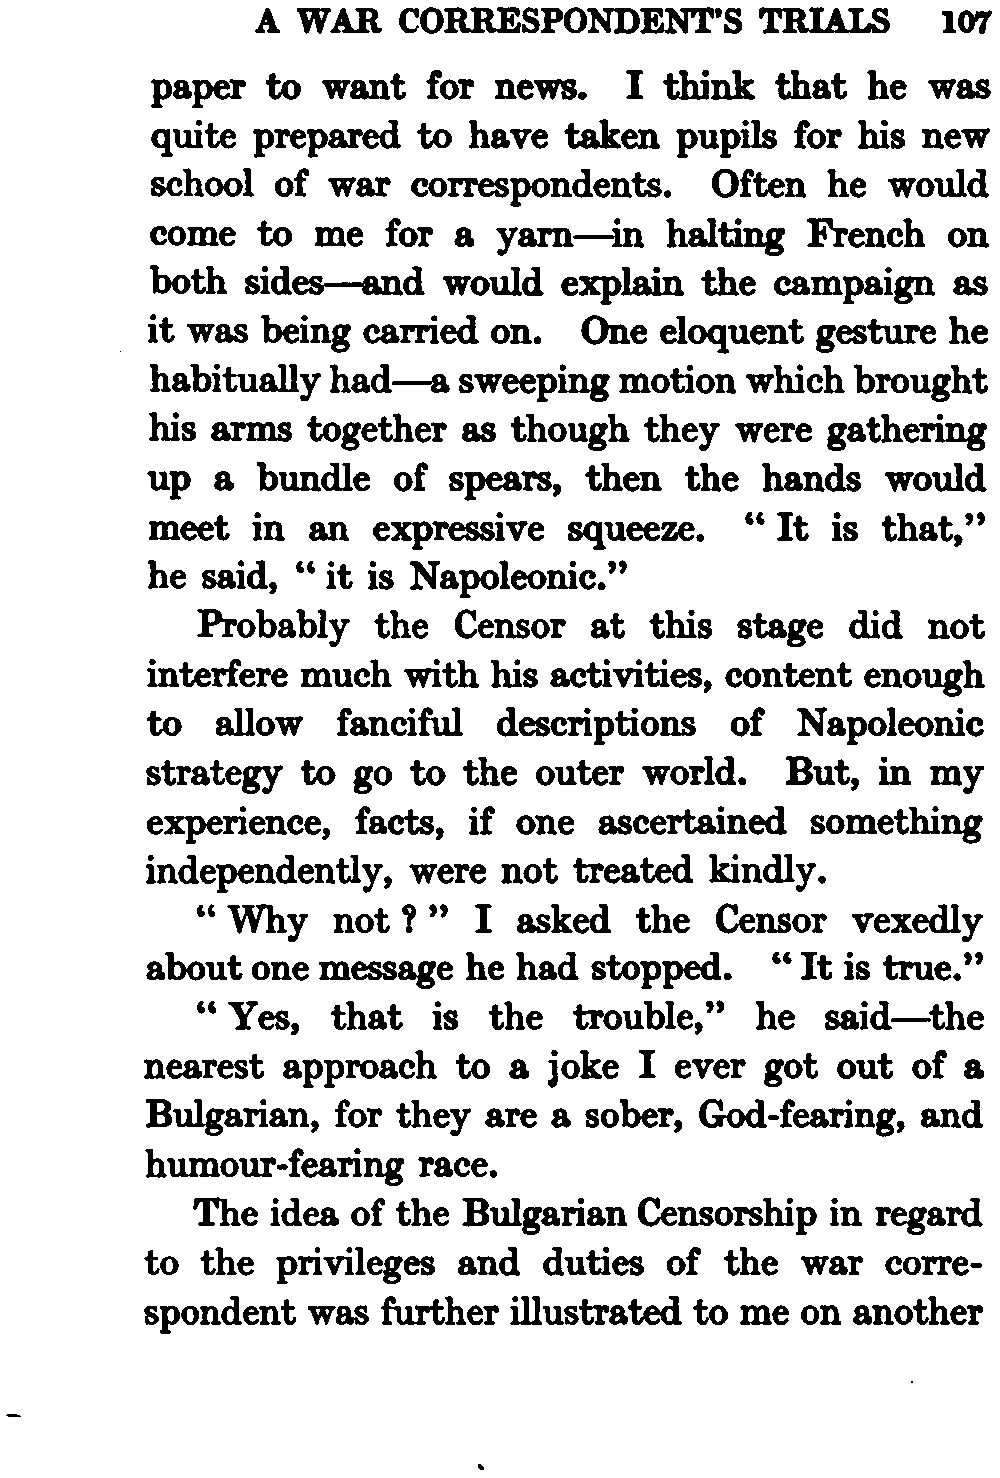 A WAR CORRESPONDENT'S TRIALS 107
paper to want for news. I think that he was
quite prepared to have taken pupils for his new
school of war correspondents. Often he would
come to me for a yarn—in halting French on
both sides—and would explain the campaign as
it was being carried on. One eloquent gesture he
habitually had—a sweeping motion which brought
his arms together as though they were gathering
up a bundle of spears, then the hands would
meet in an expressive squeeze. “ It is that,”
he said, “ it is Napoleonic.”
Probably the Censor at this stage did not
interfere much with his activities, content enough
to allow fanciful descriptions of Napoleonic
strategy to go to the outer world. But, in my
experience, facts, if one ascertained something
independently, were not treated kindly.
“ Why not ? ” I asked the Censor vexedly
about one message he had stopped. “ It is true.”
“ Yes, that is the trouble,” he said—the
nearest approach to a joke I ever got out of a
Bulgarian, for they are a sober, God-fearing, and
humour-fearing race.
The idea of the Bulgarian Censorship in regard
to the privileges and duties of the war corre-
spondent was further illustrated to me on another